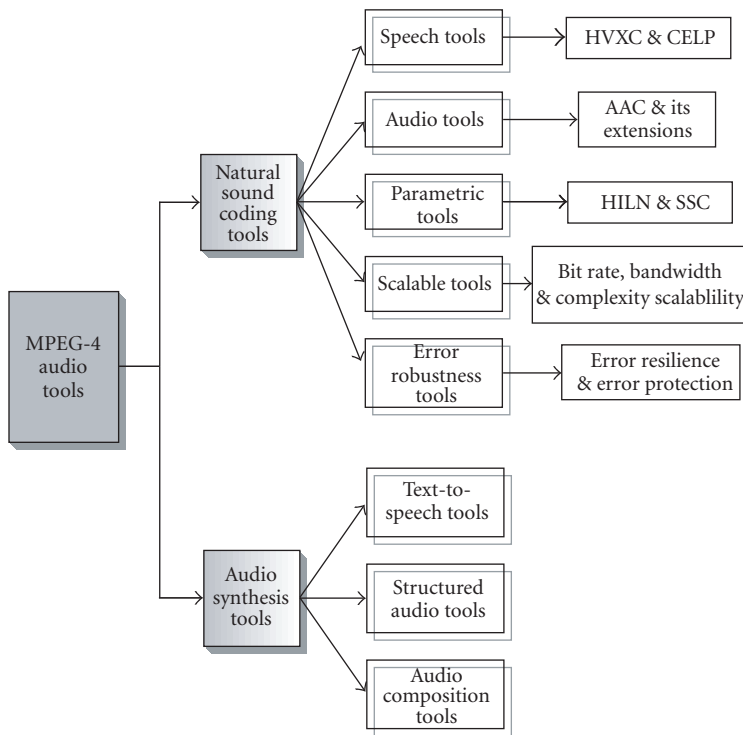 Speech tools
HVXC & CELP
Audio tools
AAC & its
extensions
Natural
sound
coding
tools
Parametric
tools
HILN & SSC
Scalable tools
Bit rate, bandwidth
& complexity scalablility
MPEG-4
audio
tools
Error
robustness
tools
Error resilience
& error protection
Text-to-
speech tools
Audio
synthesis
tools
Structured
audio tools
Audio
composition
tools